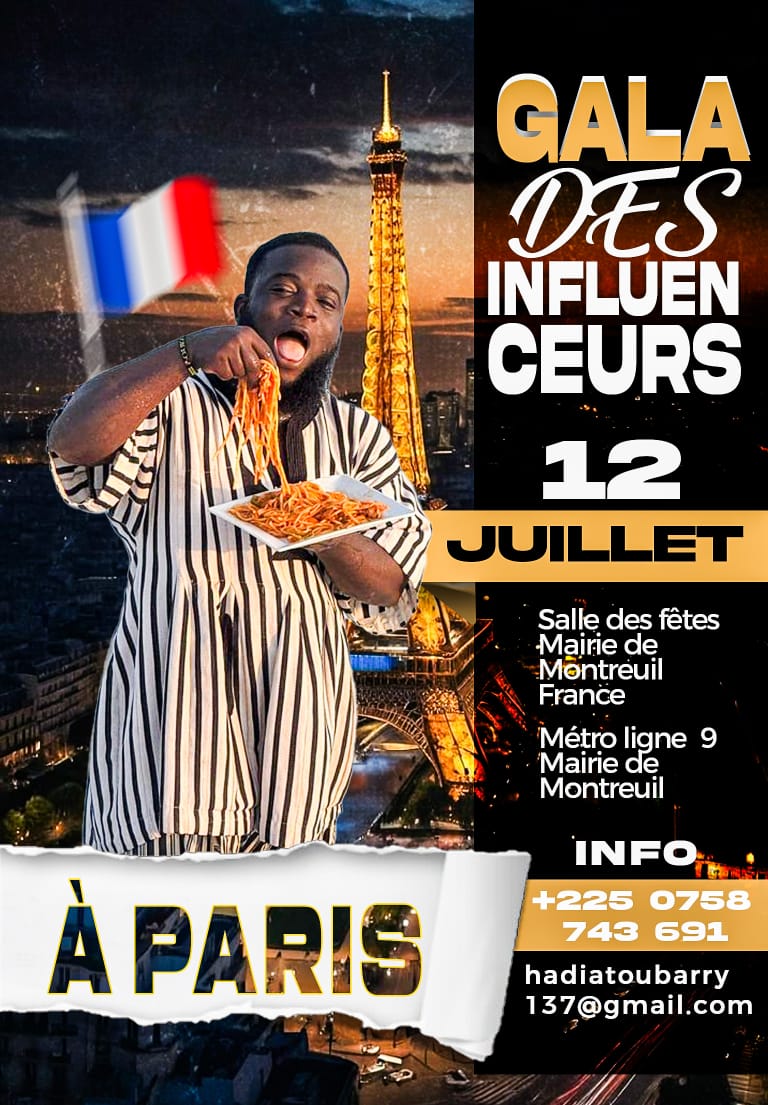 GALA
DES
INFLUEN
CEURS
12
JUILLET
Salle des fêtes
Mairie de
Montreuil
France
Métro ligne 9
Mairie de
Montreuil
INFO
+225 0758
743 691
hadiatoubarry
137@gmail.com
À PARIS